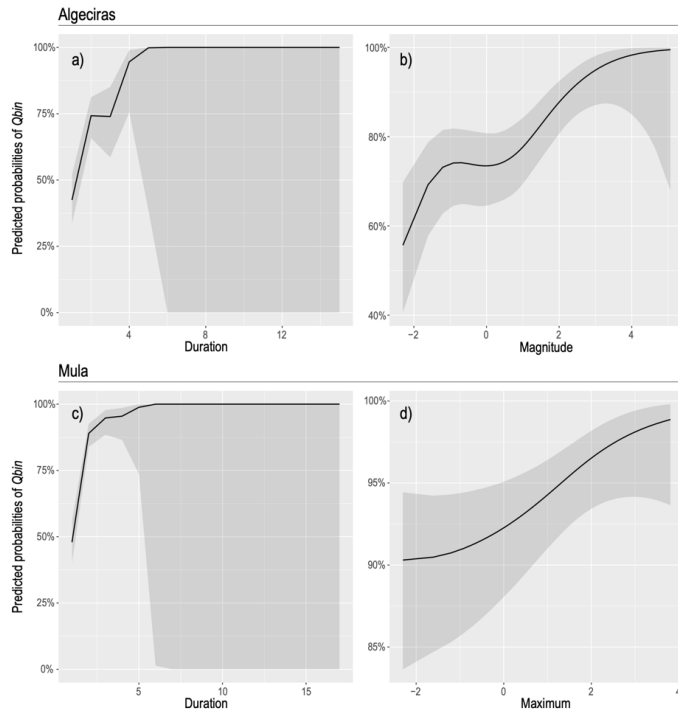 Algeciras
a)
b)
Predicted probabilities of Qbin
100%
75%
50%
25%
0%
4
8
12
Duration
100%
80%
60%
40%
−2
0
2
4
Magnitude
Mula
c)
d)
Predicted probabilities of Qbin
100%
75%
50%
25%
0%
5
10
15
Duration
100%
95%
90%
85%
−2
0
2
4
Maximum